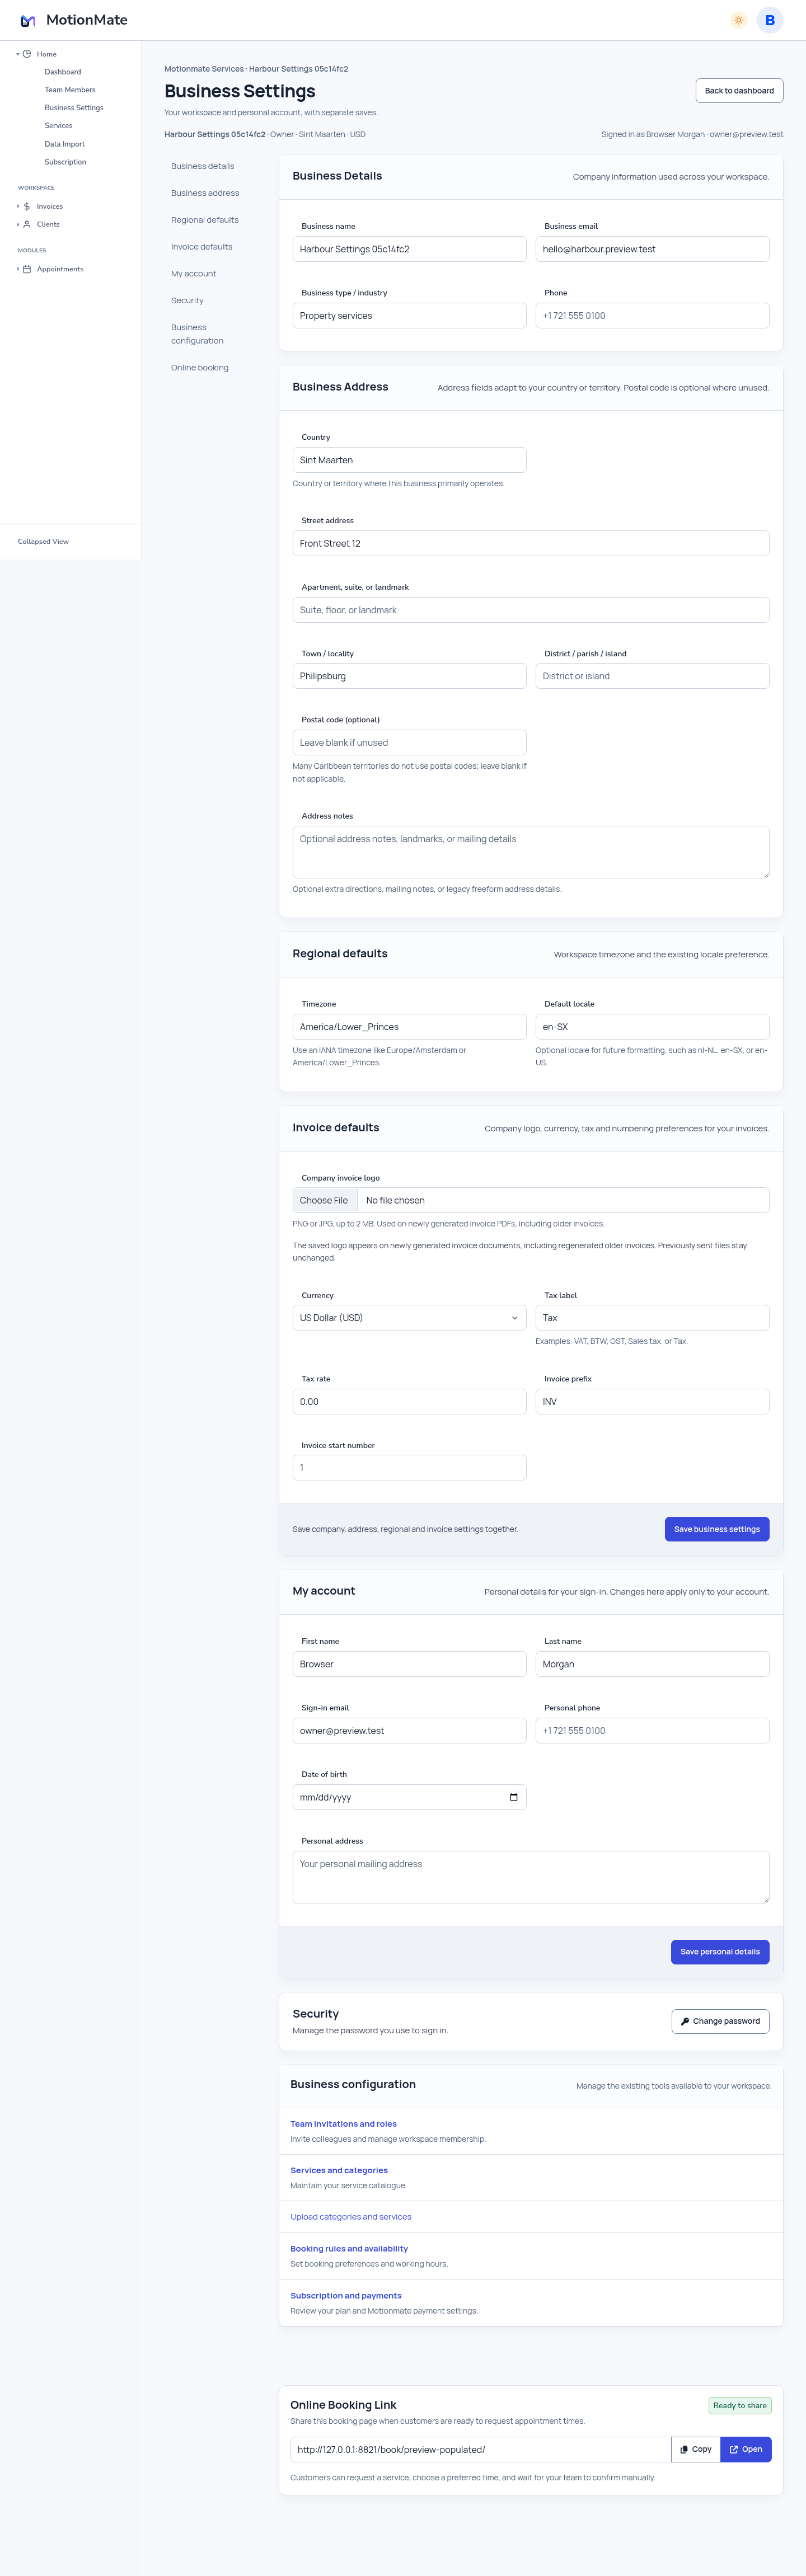 MotionMate
B
Home
Dashboard
Team Members
Business Settings
Services
Data Import
Subscription
WORKSPACE
Invoices
Clients
MODULES
Appointments
Collapsed View
Motionmate Services · Harbour Settings 05c14fc2
Business Settings
Back to dashboard
Your workspace and personal account, with separate saves.
Harbour Settings 05c14fc2 · Owner · Sint Maarten · USD
Signed in as Browser Morgan · owner@preview.test
Business details
Business address
Regional defaults
Invoice defaults
My account
Security
Business
configuration
Online booking
Business Details
Company information used across your workspace.
Business name
Business email
Harbour Settings 05c14fc2
hello@harbour.preview.test
Business type / industry
Phone
Property services
+1 721 555 0100
Business Address
Address fields adapt to your country or territory. Postal code is optional where unused.
Country
Sint Maarten
Country or territory where this business primarily operates.
Street address
Front Street 12
Apartment, suite, or landmark
Suite, floor, or landmark
Town / locality
District / parish / island
Philipsburg
District or island
Postal code (optional)
Leave blank if unused
Many Caribbean territories do not use postal codes; leave blank if
not applicable.
Address notes
Optional address notes, landmarks, or mailing details
Optional extra directions, mailing notes, or legacy freeform address details.
Regional defaults
Workspace timezone and the existing locale preference.
Timezone
Default locale
America/Lower_Princes
en-SX
Use an IANA timezone like Europe/Amsterdam or
America/Lower_Princes.
Optional locale for future formatting, such as nl-NL, en-SX, or en-
US.
Invoice defaults
Company logo, currency, tax and numbering preferences for your invoices.
Company invoice logo
Choose File
No file chosen
PNG or JPG, up to 2 MB. Used on newly generated invoice PDFs, including older invoices.
The saved logo appears on newly generated invoice documents, including regenerated older invoices. Previously sent files stay
unchanged.
Currency
Tax label
US Dollar (USD)
Tax
Examples: VAT, BTW, GST, Sales tax, or Tax.
Tax rate
Invoice prefix
0.00
INV
Invoice start number
1
Save company, address, regional and invoice settings together.
Save business settings
My account
Personal details for your sign-in. Changes here apply only to your account.
First name
Last name
Browser
Morgan
Sign-in email
Personal phone
owner@preview.test
+1 721 555 0100
Date of birth
mm/dd/yyyy
Personal address
Your personal mailing address
Save personal details
Security
Manage the password you use to sign in.
Change password
Business configuration
Manage the existing tools available to your workspace.
Team invitations and roles
Invite colleagues and manage workspace membership.
Services and categories
Maintain your service catalogue.
Upload categories and services
Booking rules and availability
Set booking preferences and working hours.
Subscription and payments
Review your plan and Motionmate payment settings.
Online Booking Link
Ready to share
Share this booking page when customers are ready to request appointment times.
http://127.0.0.1:8821/book/preview-populated/
Copy
Open
Customers can request a service, choose a preferred time, and wait for your team to confirm manually.